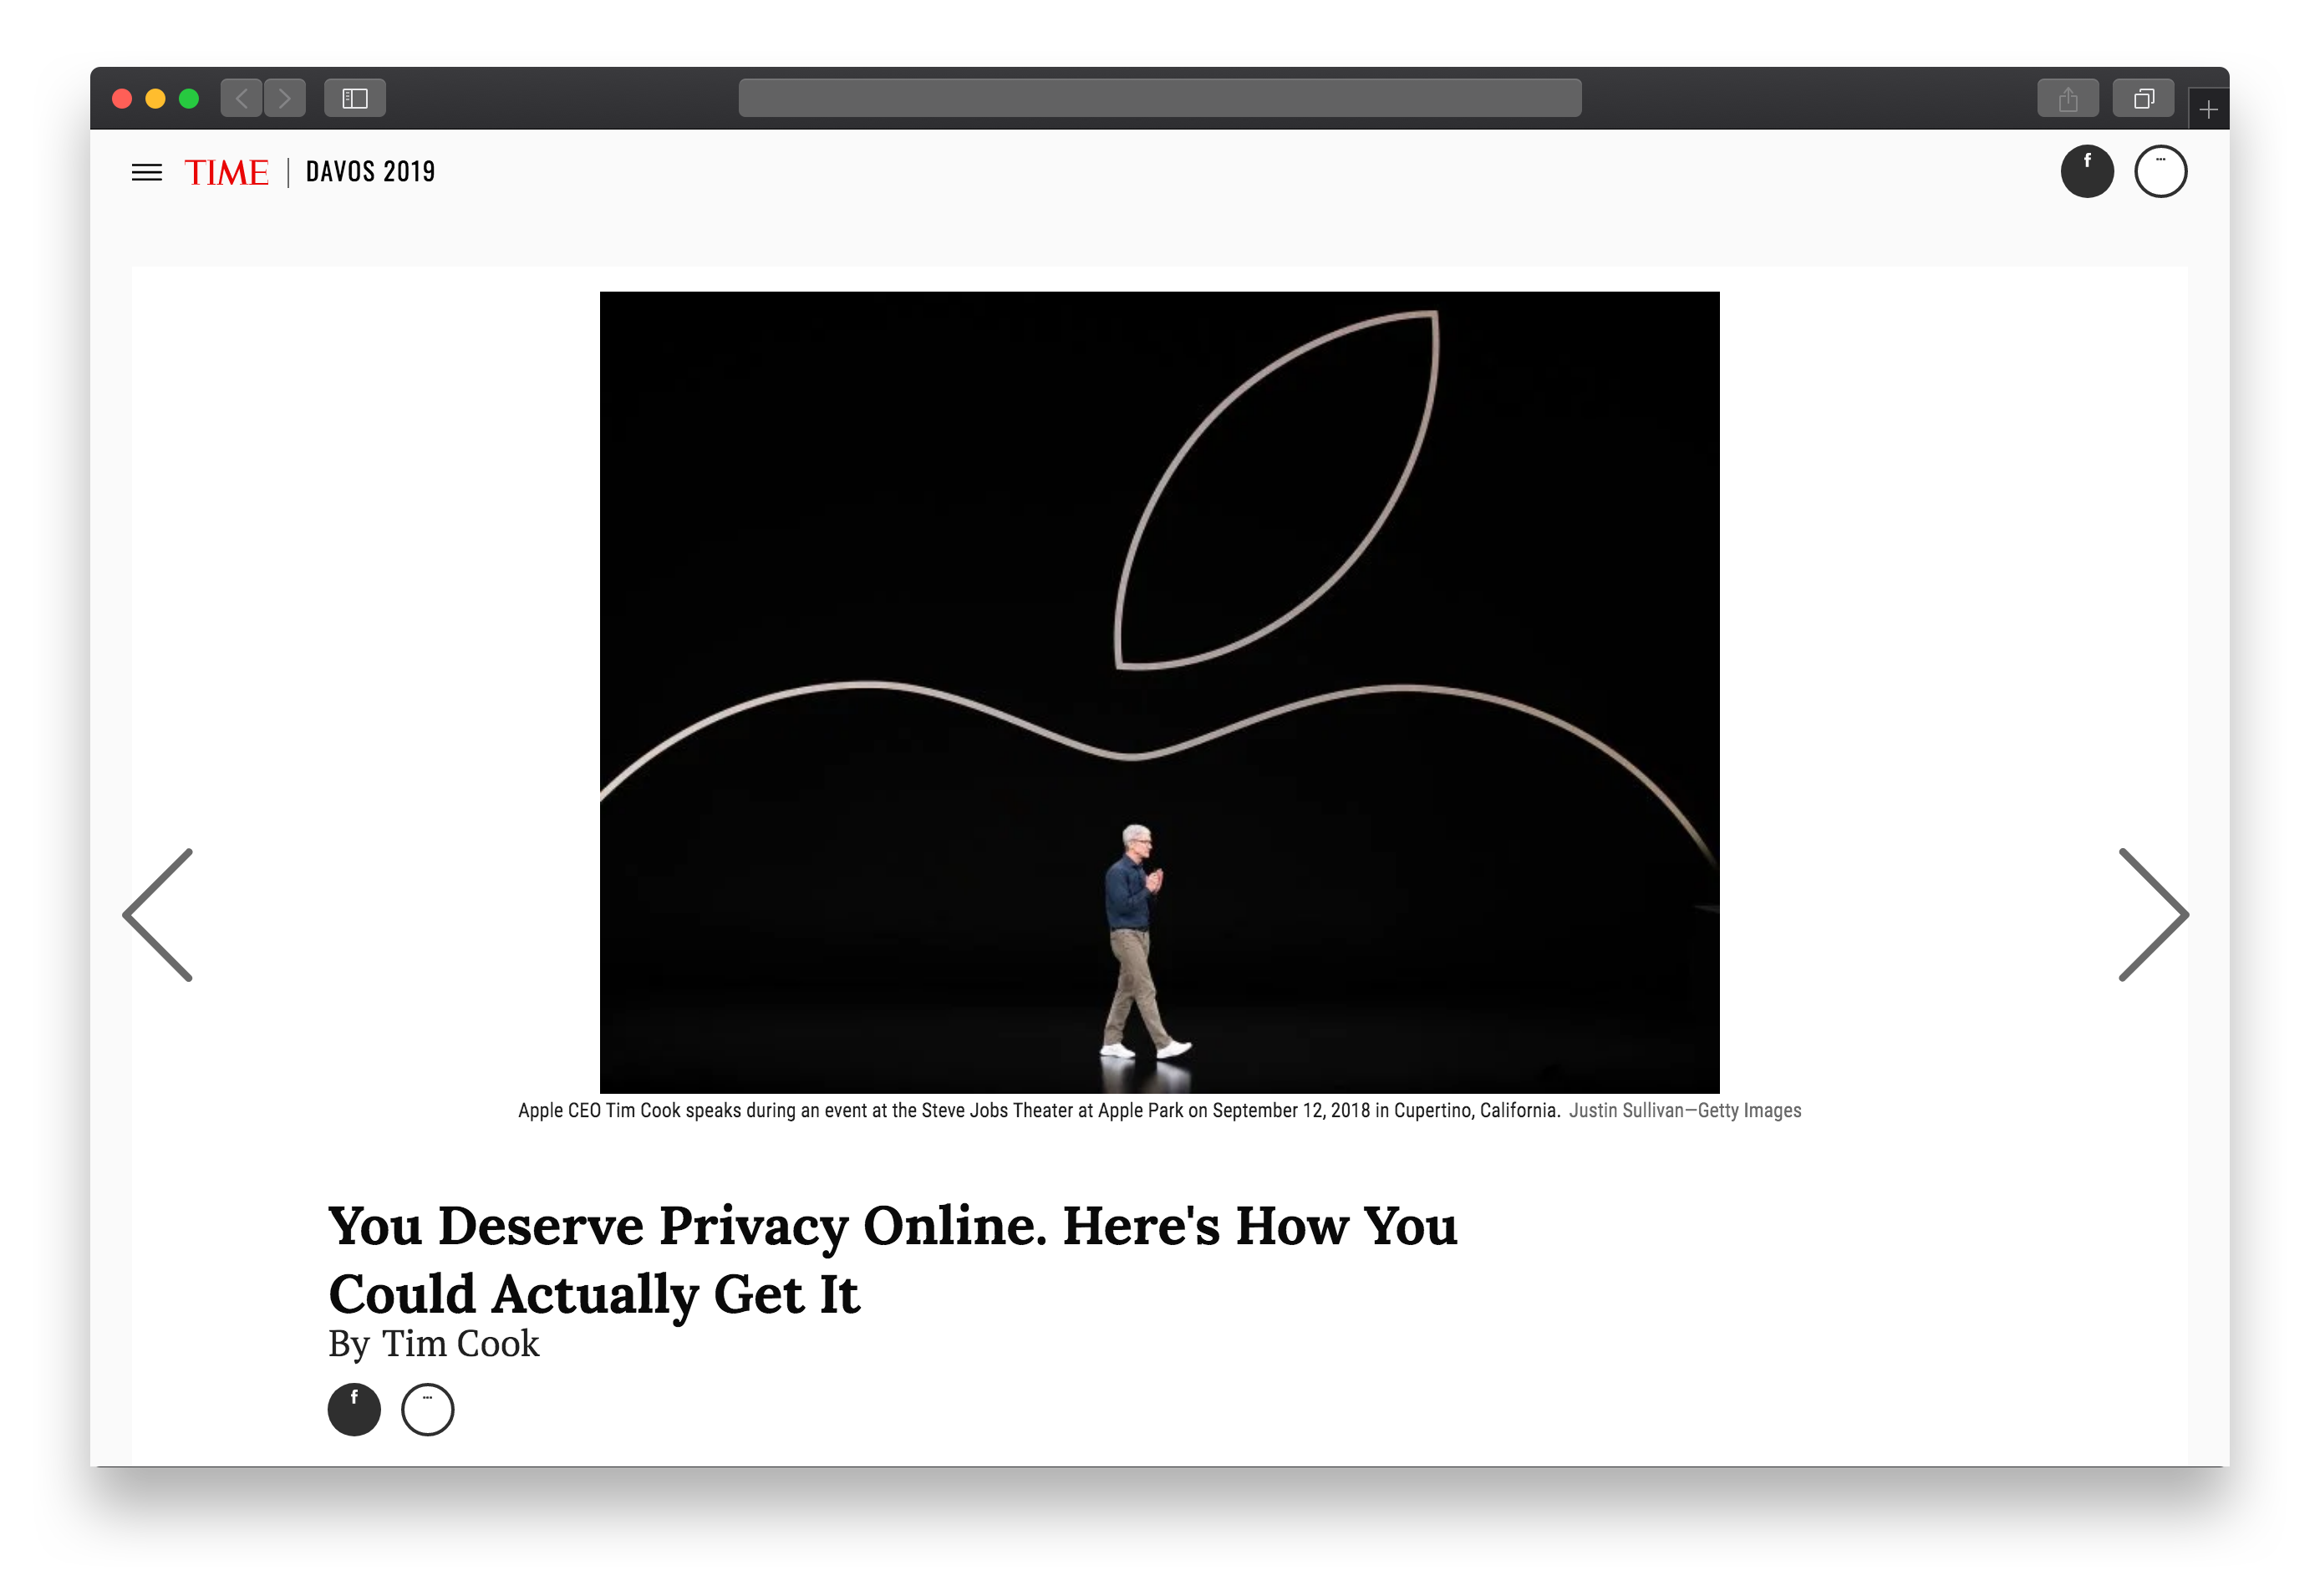 TIME | DAVOS 2019
f
...
Apple CEO Tim Cook speaks during an event at the Steve Jobs Theater at Apple Park on September 12, 2018 in Cupertino, California. Justin Sullivan—Getty Images
You Deserve Privacy Online. Here's How You
Could Actually Get It
By Tim Cook
f
...